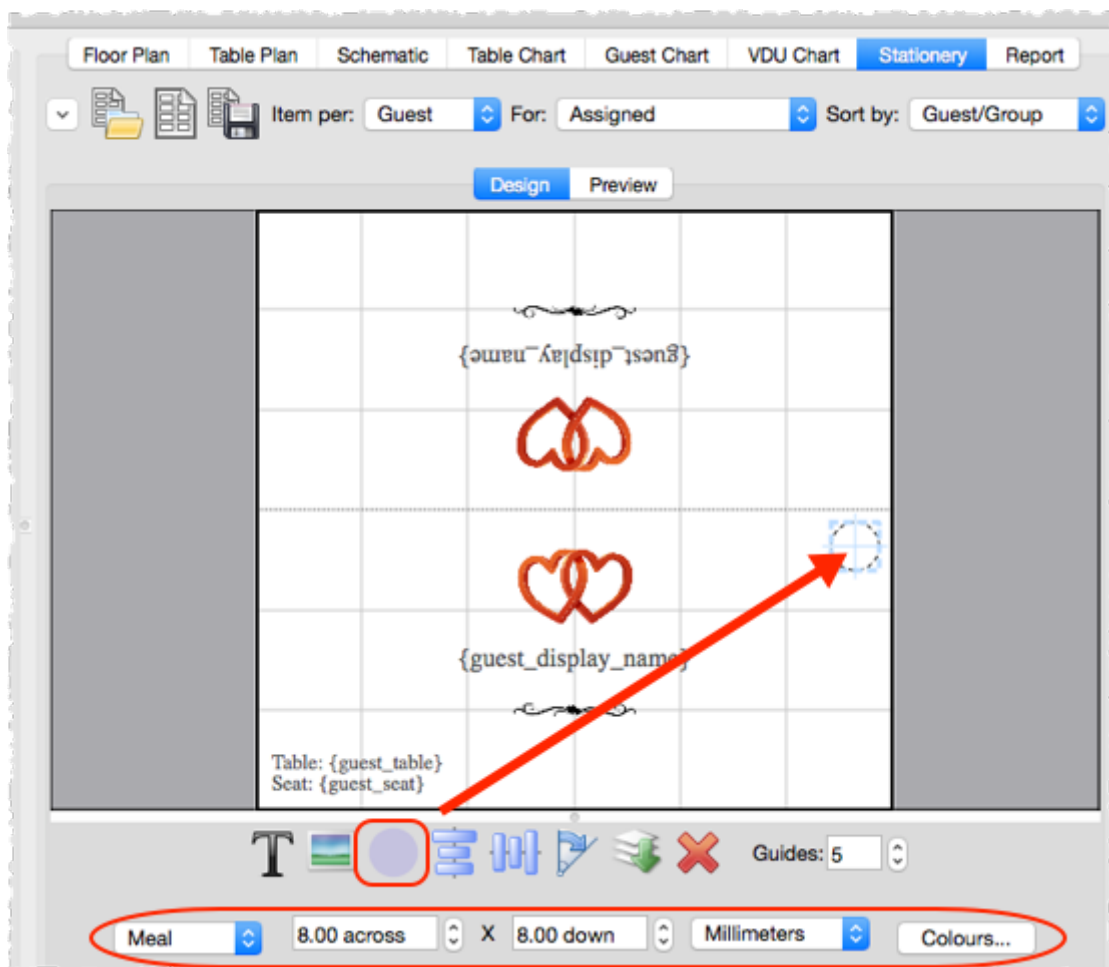 Floor Plan Table Plan Schematic Table Chart Guest Chart VDU Chart Stationery Report
Item per: Guest For: Assigned Sort by: Guest/Group
Design Preview
{guest_display_name}
{guest_display_name}
Table: {guest_table}
Seat: {guest_seat}
T Guides: 5
Meal 8.00 across X 8.00 down Millimeters Colours...